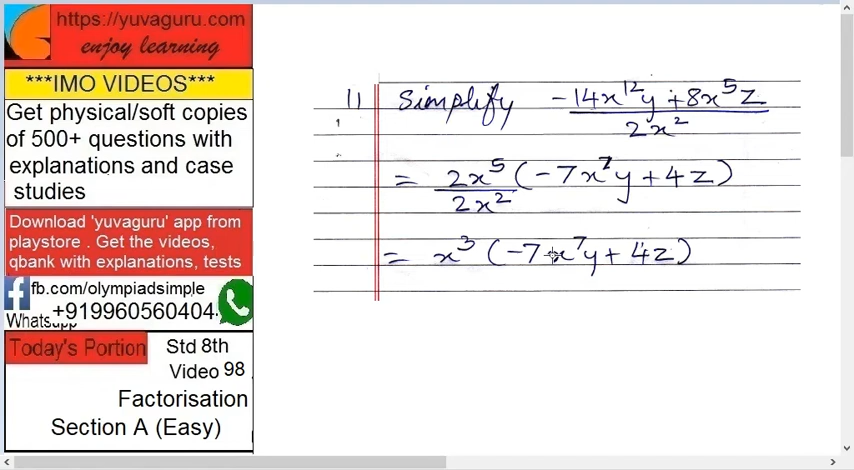 https://yuvaguru.com
enjoy learning
***IMO VIDEOS***
Get physical/soft copies
of 500+ questions with
explanations and case
studies
Download 'yuvaguru' app from
playstore . Get the videos,
qbank with explanations, tests
fb.com/olympiadsimple
+919960560404
Whatsupp
Today's Portion
Std 8th
Video 98
Factorisation
Section A (Easy)
11 Simplify -14x¹²y + 8x⁵z
2x²
= 2x⁵ (-7x⁷y + 4z)
2x²
= x³ (-7x⁷y + 4z)